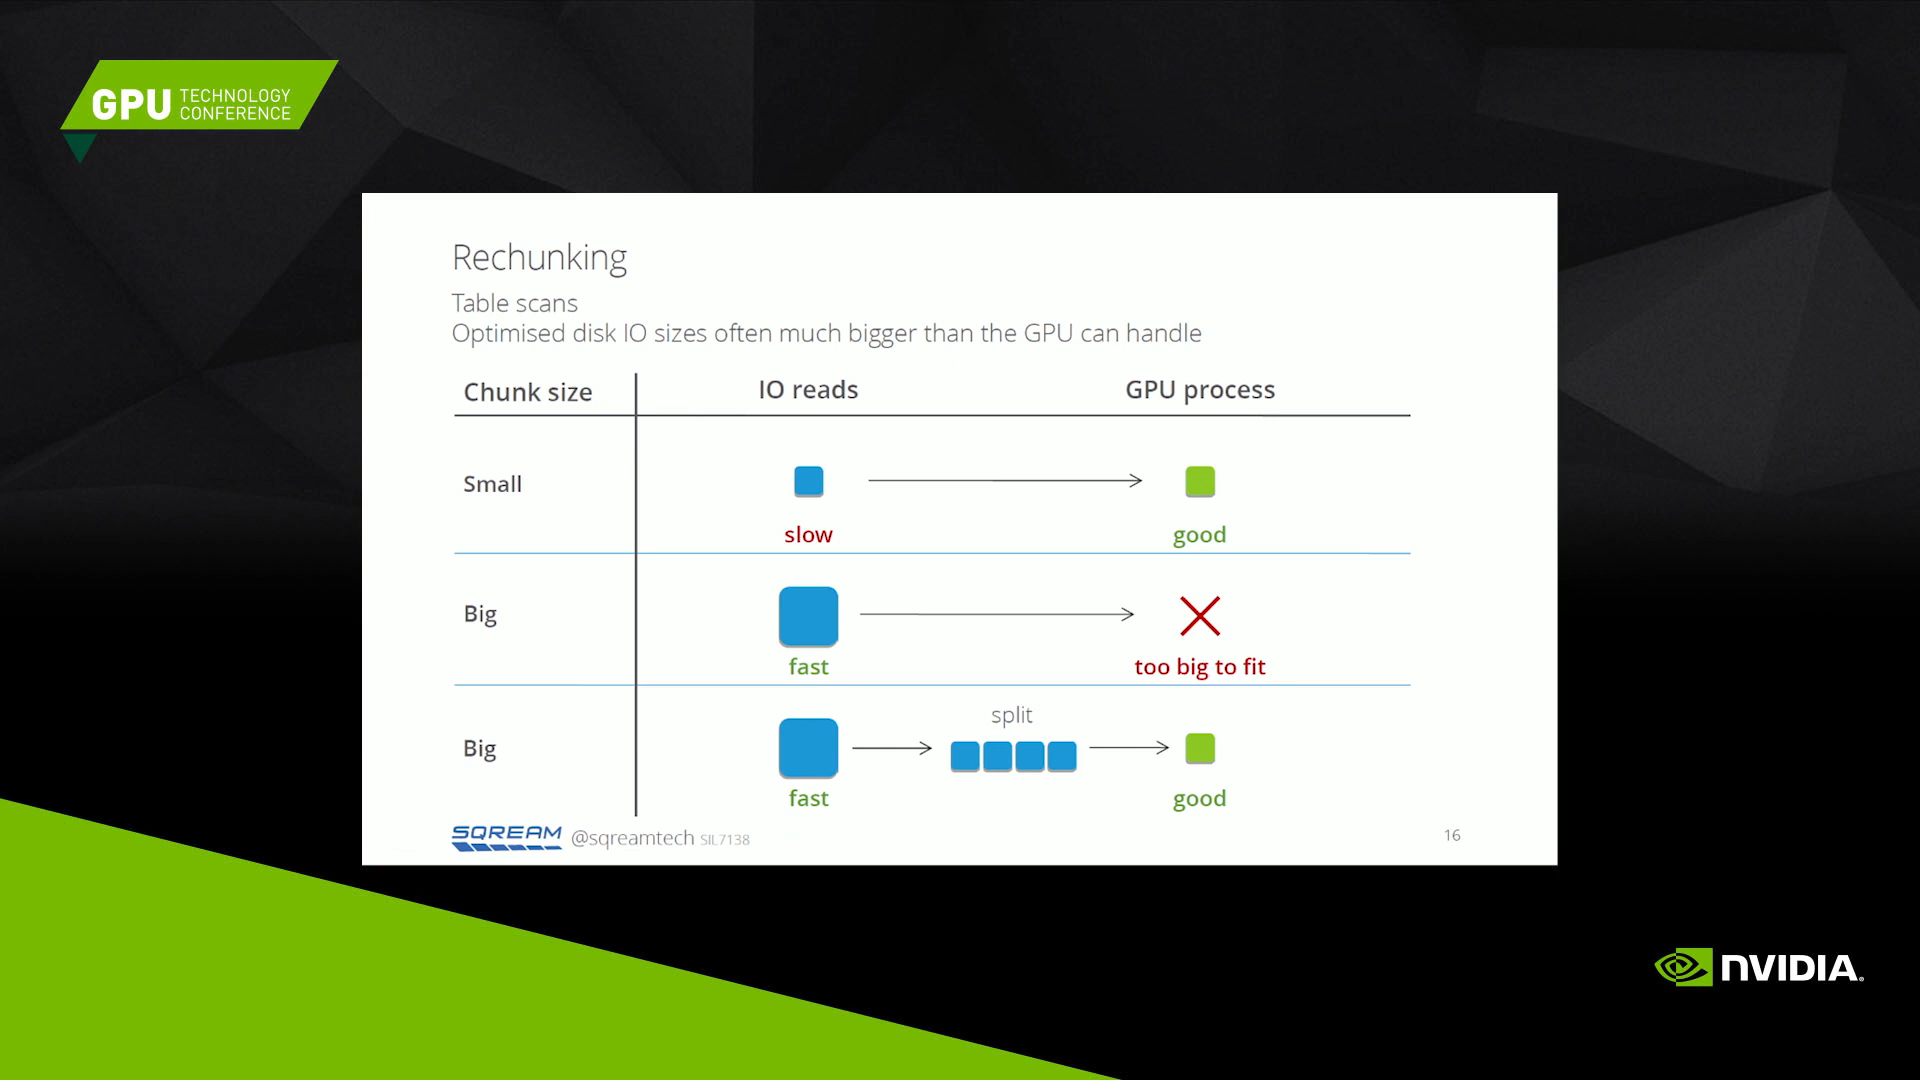 GPU TECHNOLOGY
CONFERENCE
Rechunking
Table scans
Optimised disk IO sizes often much bigger than the GPU can handle
Chunk size IO reads GPU process
Small
slow good
Big
fast too big to fit
split
Big
fast good
SQREAM @sqreamtech SIL7138 16
NVIDIA.